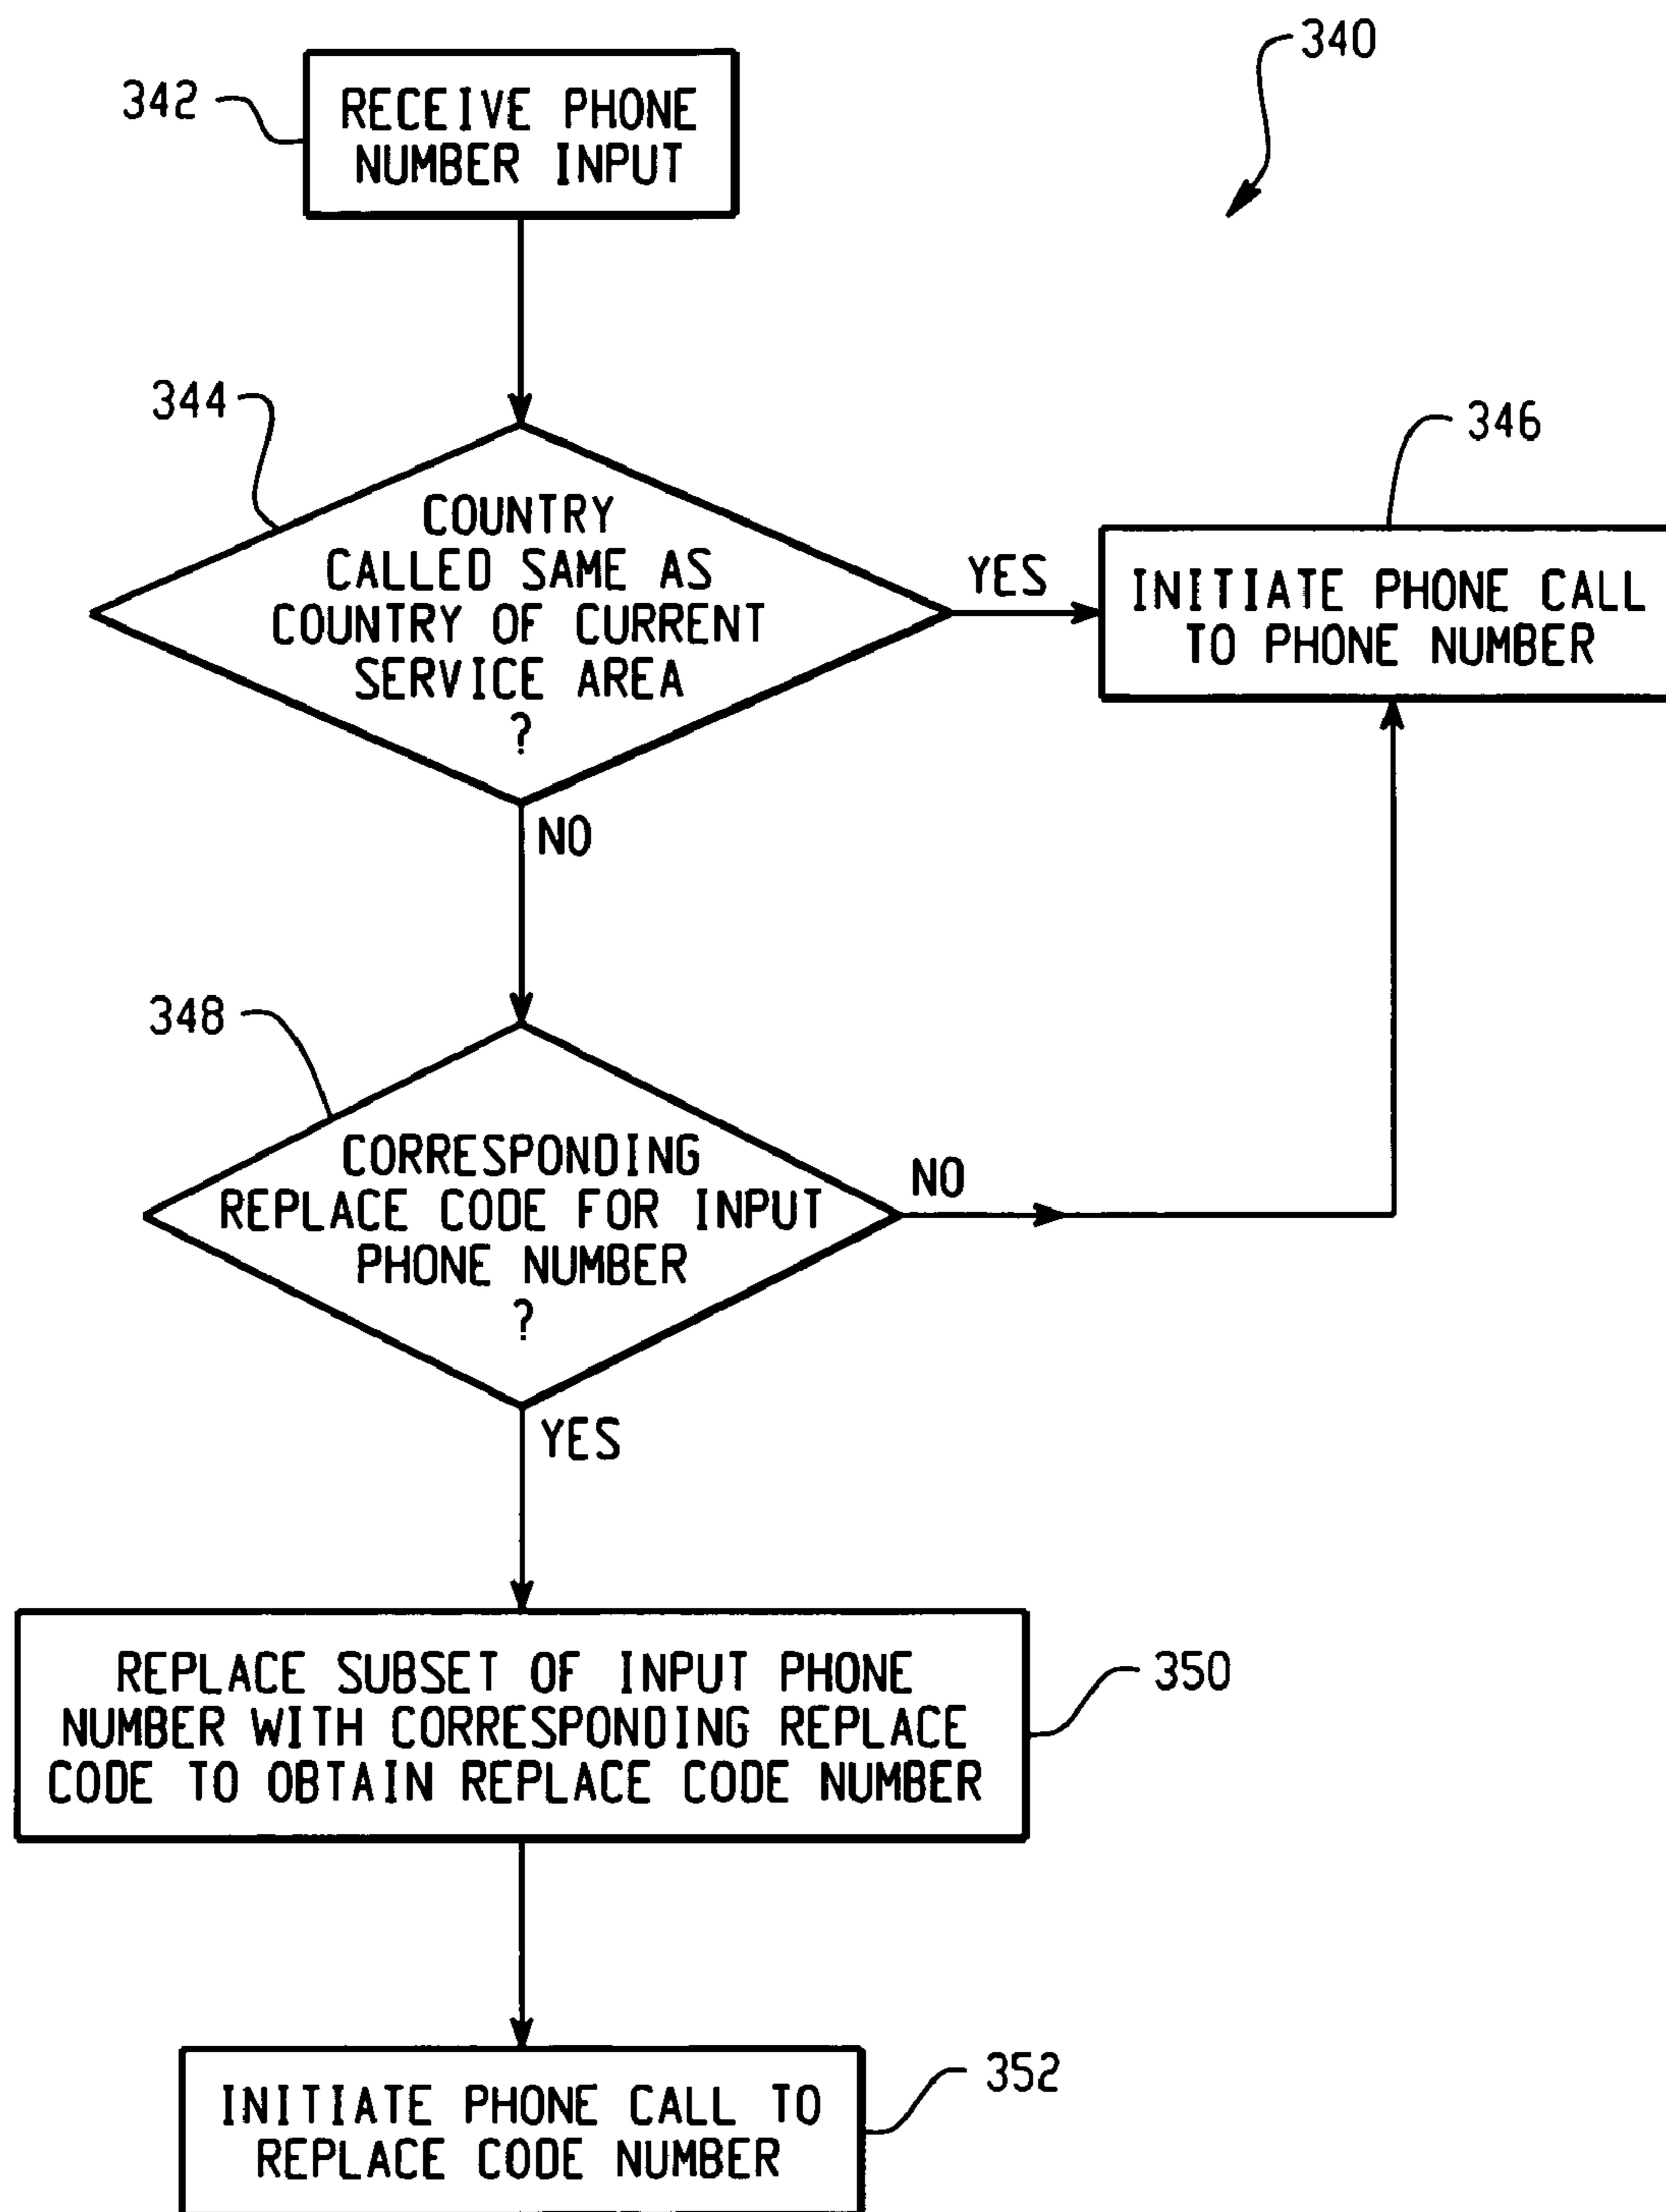 340
342
RECEIVE PHONE
NUMBER INPUT
344
COUNTRY
CALLED SAME AS
COUNTRY OF CURRENT
SERVICE AREA
?
YES
346
INITIATE PHONE CALL
TO PHONE NUMBER
NO
348
CORRESPONDING
REPLACE CODE FOR INPUT
PHONE NUMBER
?
NO
YES
REPLACE SUBSET OF INPUT PHONE
NUMBER WITH CORRESPONDING REPLACE
CODE TO OBTAIN REPLACE CODE NUMBER
350
INITIATE PHONE CALL TO
REPLACE CODE NUMBER
352